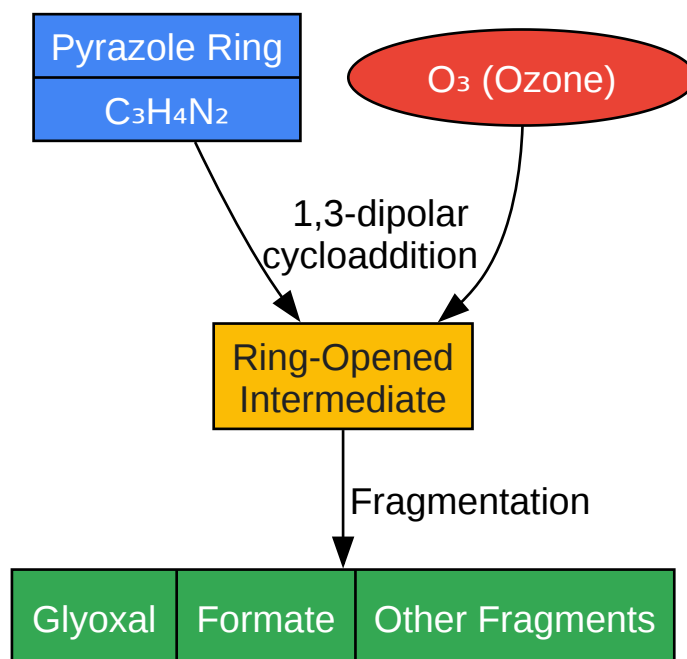 Pyrazole Ring
C₃H₄N₂
O₃ (Ozone)
1,3-dipolar
cycloaddition
Ring-Opened
Intermediate
Fragmentation
Glyoxal
Formate
Other Fragments